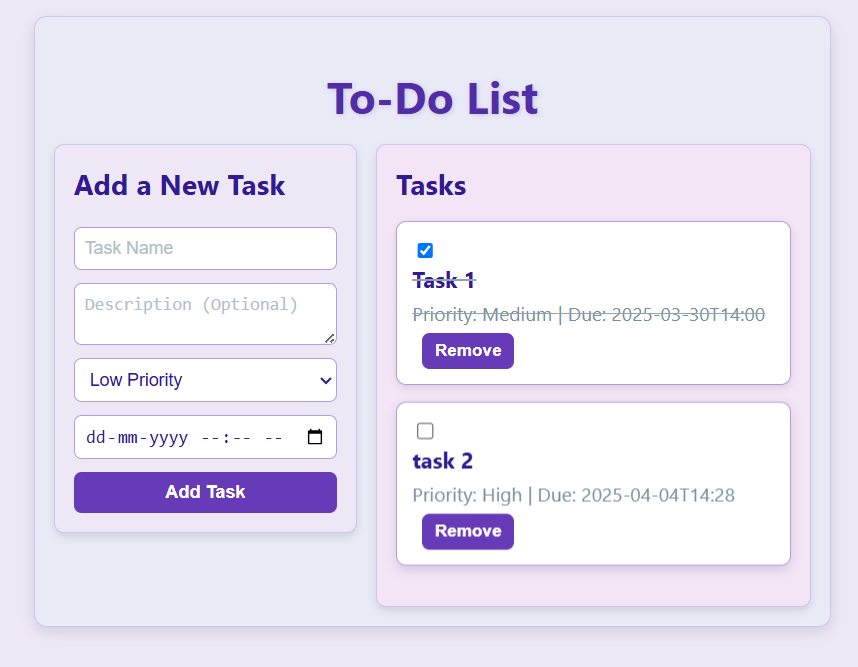 To-Do List
Add a New Task
Task Name
Description (Optional)
Low Priority
dd-mm-yyyy --:-- --
Add Task
Tasks
Task 1
Priority: Medium | Due: 2025-03-30T14:00
Remove
task 2
Priority: High | Due: 2025-04-04T14:28
Remove